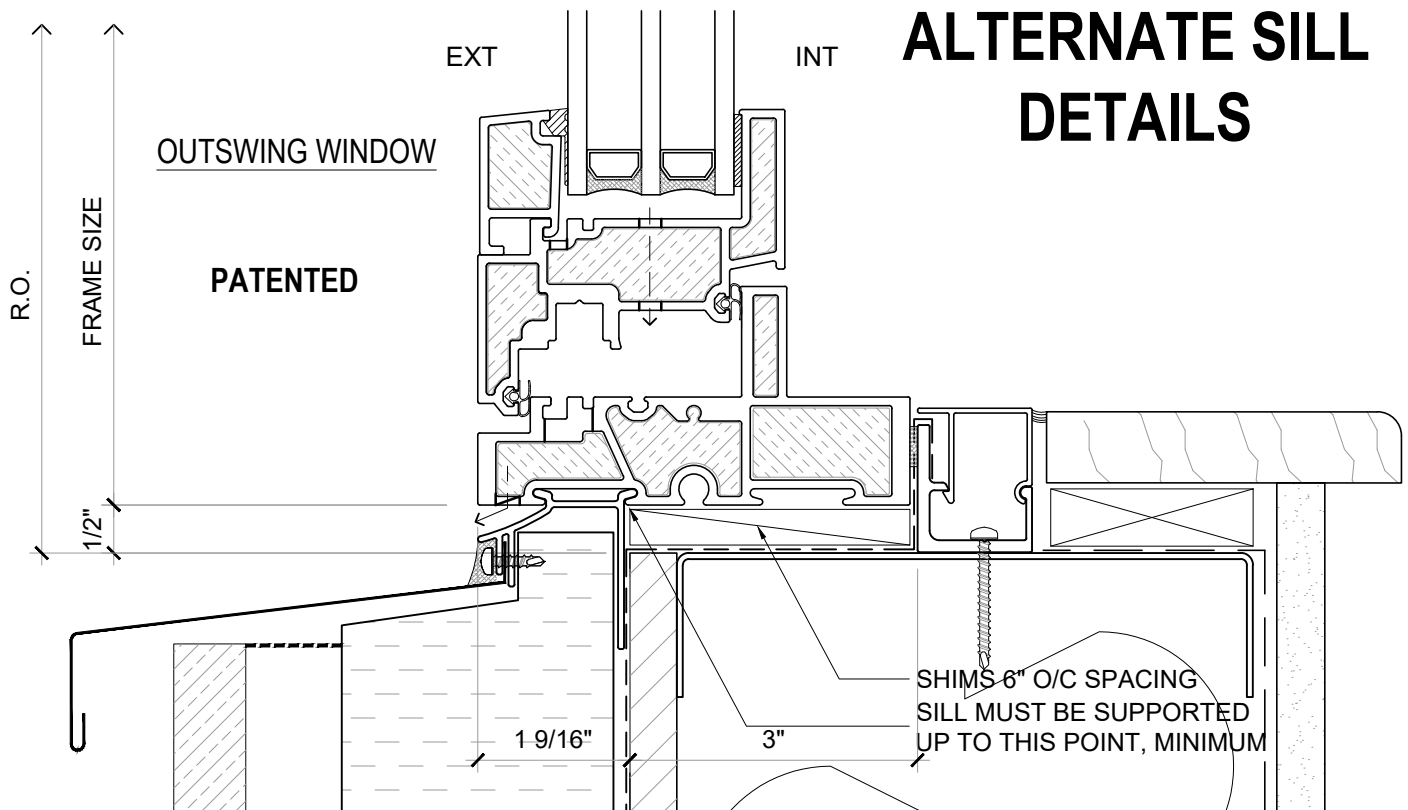 ALTERNATE SILL
DETAILS
EXT
INT
OUTSWING WINDOW
PATENTED
R.O.
FRAME SIZE
1/2"
SHIMS 6" O/C SPACING
SILL MUST BE SUPPORTED
UP TO THIS POINT, MINIMUM
1 9/16"
3"